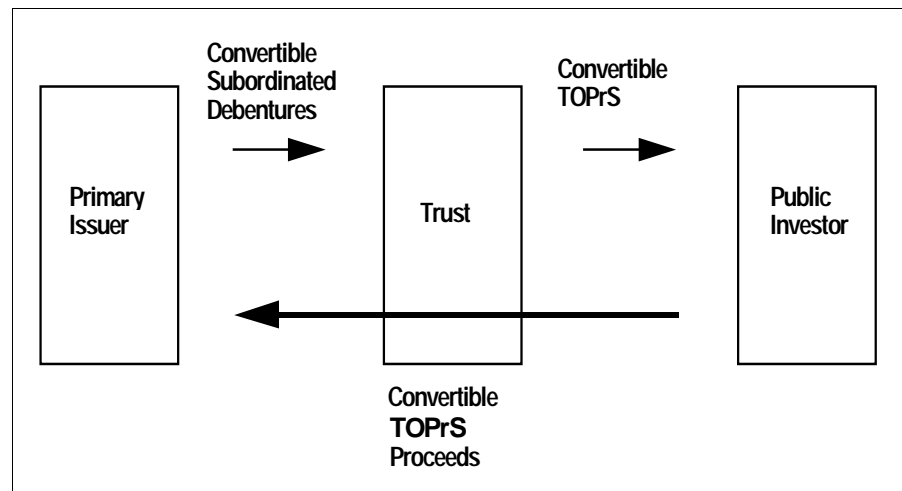 Convertible
Subordinated
Debentures
Convertible
TOPrS
Primary
Issuer
Trust
Public
Investor
Convertible
TOPrS
Proceeds